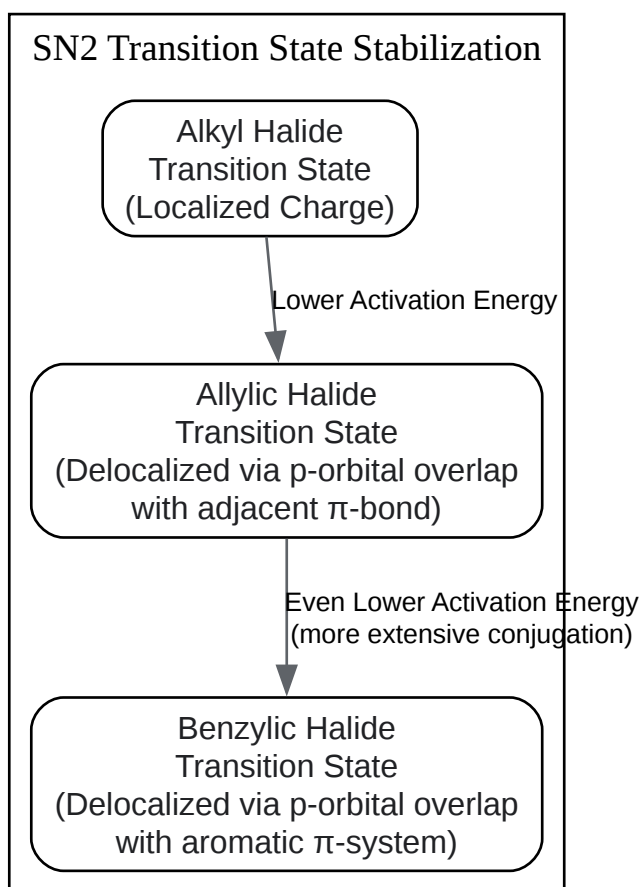 SN2 Transition State Stabilization
Alkyl Halide
Transition State
(Localized Charge)
Lower Activation Energy
Allylic Halide
Transition State
(Delocalized via p-orbital overlap
with adjacent π-bond)
Even Lower Activation Energy
(more extensive conjugation)
Benzylic Halide
Transition State
(Delocalized via p-orbital overlap
with aromatic π-system)